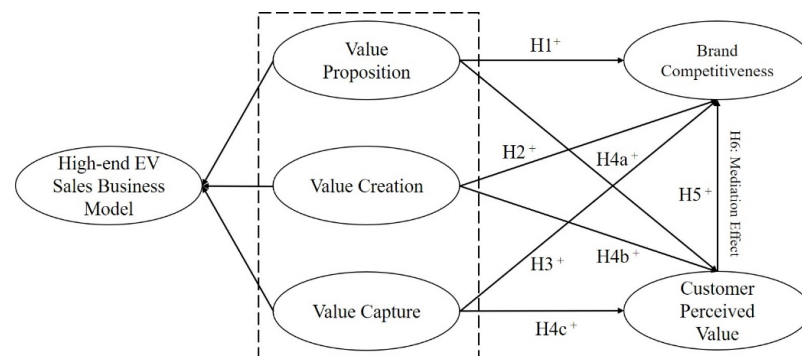 Value
Proposition
H1+
Brand
Competitiveness
High-end EV
Sales Business
Model
Value Creation
H2+
H4a+
H5+
H6: Mediation Effect
H3+
H4b+
Value Capture
H4c+
Customer
Perceived
Value